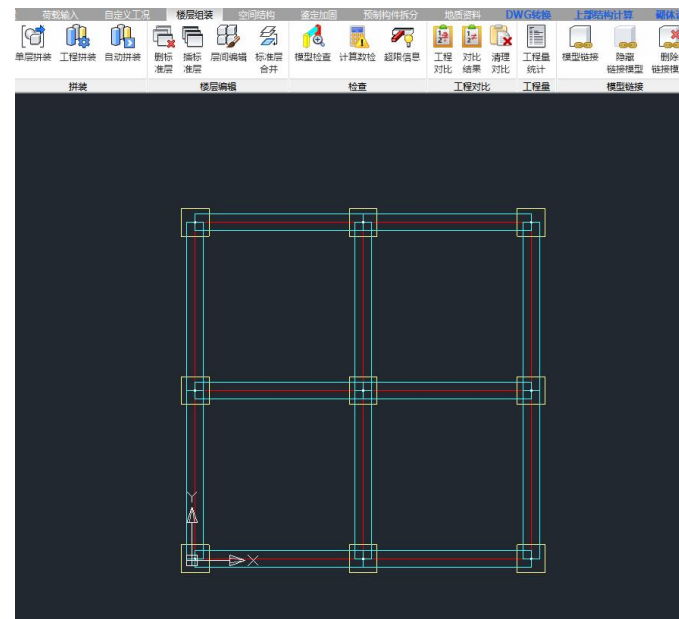 荷载输入 自定义工况 楼层组装 空间结构 鉴定加固 预制构件拆分 地质资料 DWG转换 上部结构计算
单层拼装 工程拼装 自动拼装 删标准层 插标准层 层间编辑 标准层合并 模型检查 计算数检 超限信息 工程对比 对比结果 清理对比 工程量统计 模型链接 隐藏链接模型 删除
拼装 楼层编辑 检查 工程对比 工程量 模型链接
Y
X